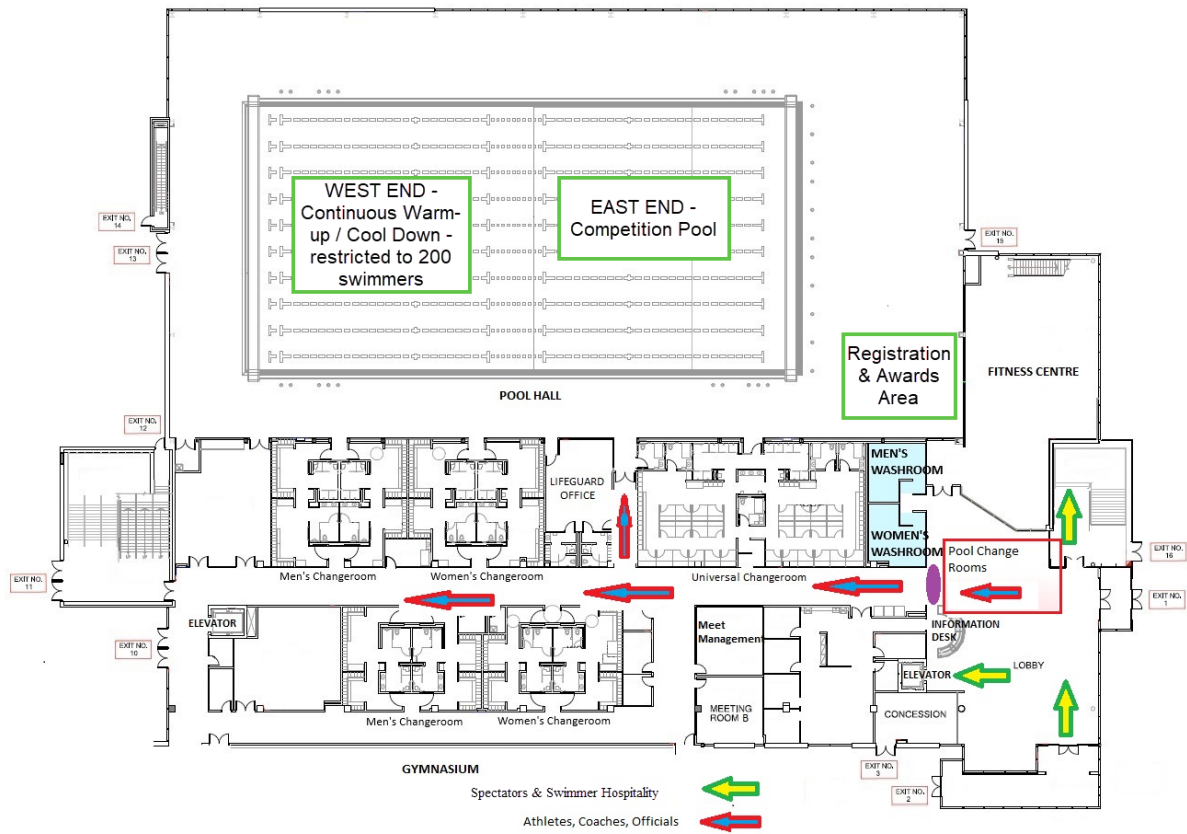 WEST END -
Continuous Warm-
up / Cool Down -
restricted to 200
swimmers
EAST END -
Competition Pool
EXIT NO.
14
EXIT NO.
13
EXIT NO.
15
Registration
& Awards
Area
FITNESS CENTRE
POOL HALL
EXIT NO.
12
LIFEGUARD
OFFICE
MEN'S
WASHROOM
WOMEN'S
WASHROOM
Pool Change
Rooms
EXIT NO.
16
EXIT NO.
11
Men's Changeroom
Women's Changeroom
Universal Changeroom
EXIT NO.
1
ELEVATOR
EXIT NO.
10
Meet
Management
INFORMATION
DESK
LOBBY
ELEVATOR
MEETING
ROOM B
CONCESSION
Men's Changeroom
Women's Changeroom
EXIT NO.
3
EXIT NO.
2
GYMNASIUM
Spectators & Swimmer Hospitality
Athletes, Coaches, Officials